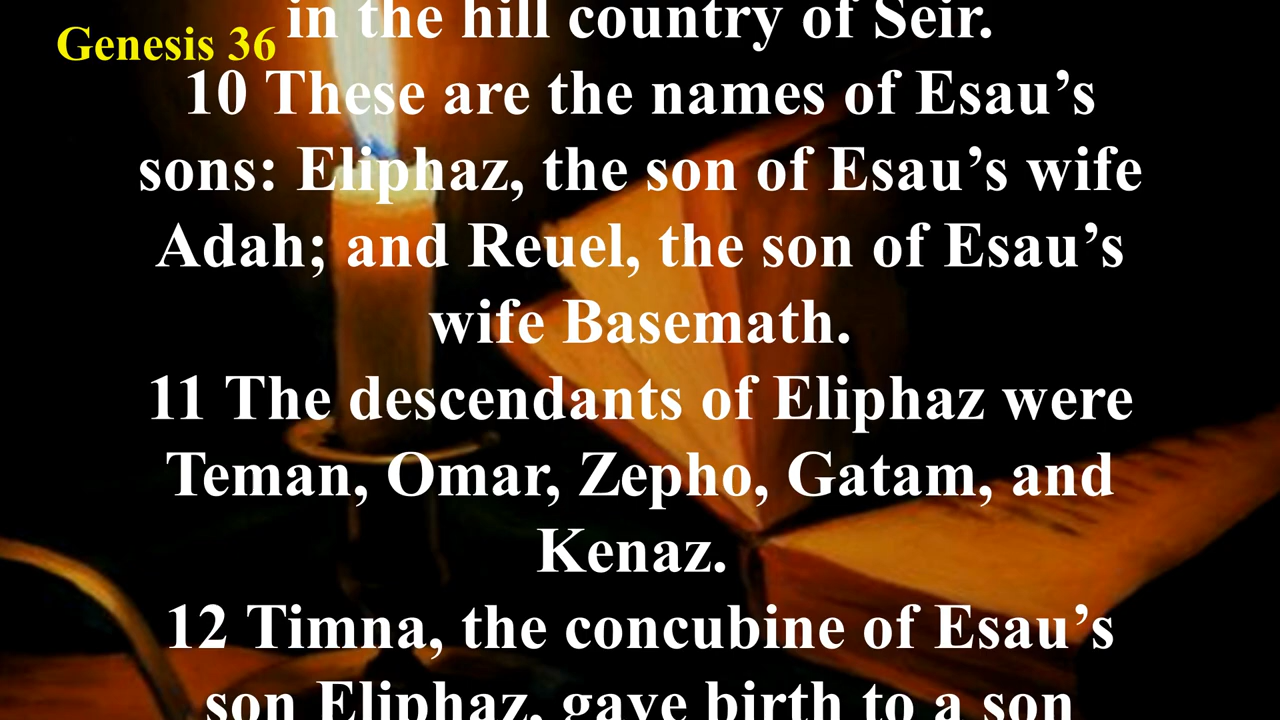 Genesis 36
in the hill country of Seir.
10 These are the names of Esau’s
sons: Eliphaz, the son of Esau’s wife
Adah; and Reuel, the son of Esau’s
wife Basemath.
11 The descendants of Eliphaz were
Teman, Omar, Zepho, Gatam, and
Kenaz.
12 Timna, the concubine of Esau’s
son Eliphaz, gave birth to a son